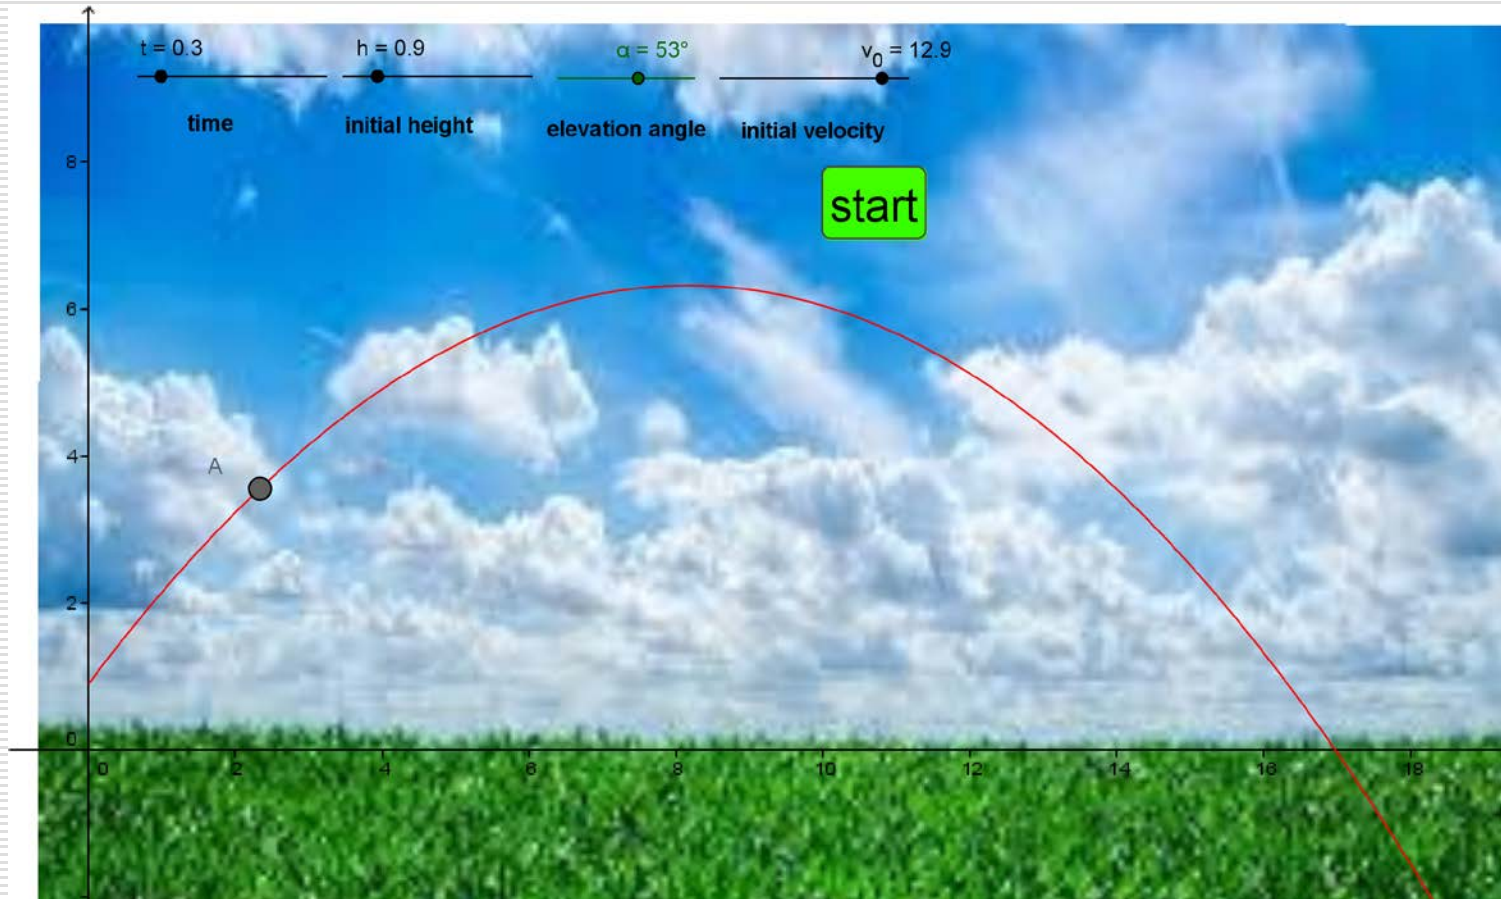 t = 0.3
h = 0.9
α = 53°
v₀ = 12.9
time
initial height
elevation angle
initial velocity
start
8
6
4
A
2
0
0
2
4
6
8
10
12
14
16
18